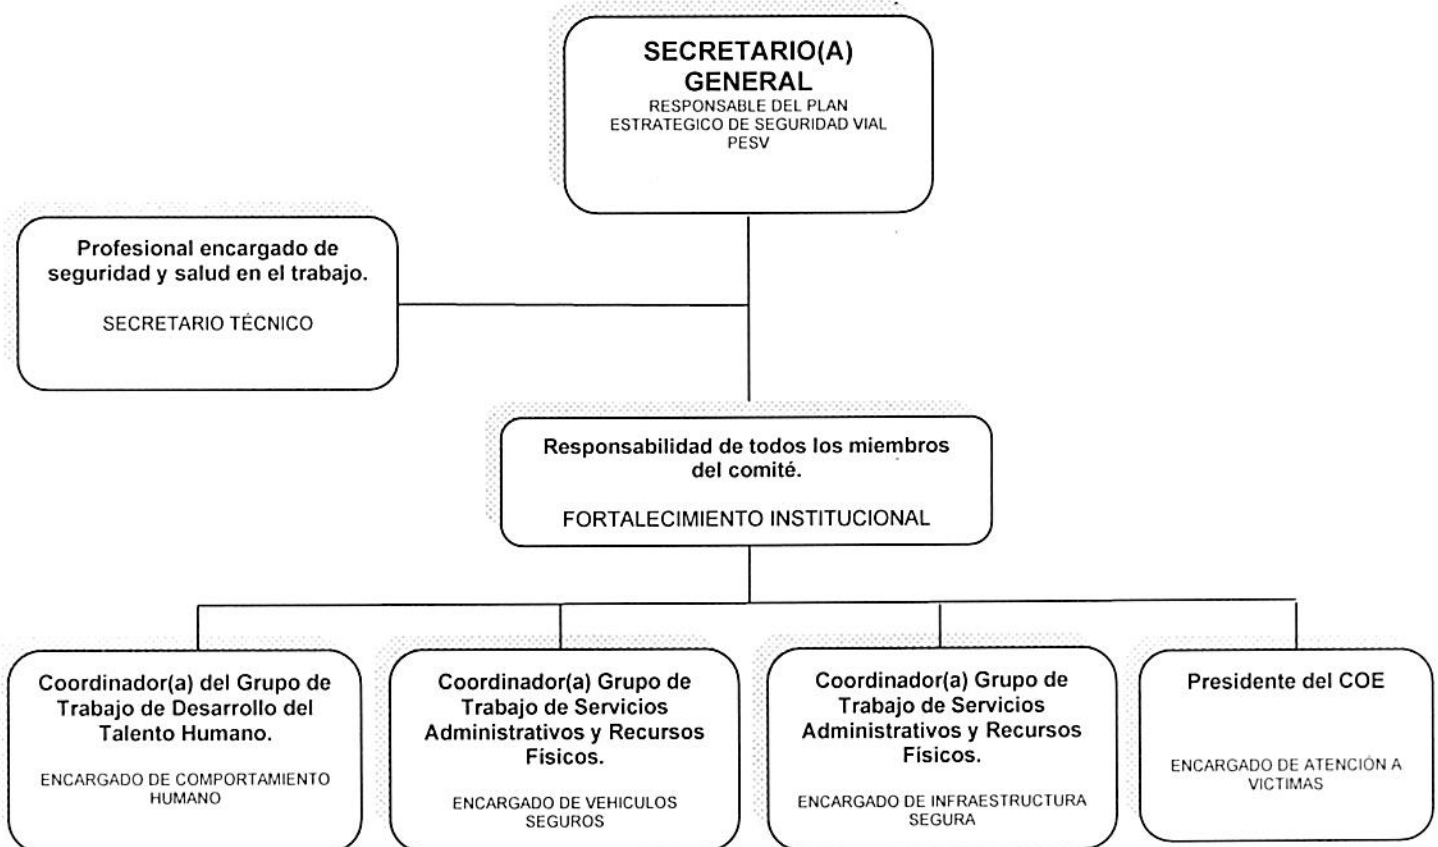 SECRETARIO(A)
GENERAL
RESPONSABLE DEL PLAN
ESTRATEGICO DE SEGURIDAD VIAL
PESV
Profesional encargado de
seguridad y salud en el trabajo.
SECRETARIO TÉCNICO
Responsabilidad de todos los miembros
del comité.
FORTALECIMIENTO INSTITUCIONAL
Coordinador(a) del Grupo de
Trabajo de Desarrollo del
Talento Humano.
ENCARGADO DE COMPORTAMIENTO
HUMANO
Coordinador(a) Grupo de
Trabajo de Servicios
Administrativos y Recursos
Físicos.
ENCARGADO DE VEHICULOS
SEGUROS
Coordinador(a) Grupo de
Trabajo de Servicios
Administrativos y Recursos
Físicos.
ENCARGADO DE INFRAESTRUCTURA
SEGURA
Presidente del COE
ENCARGADO DE ATENCIÓN A
VICTIMAS